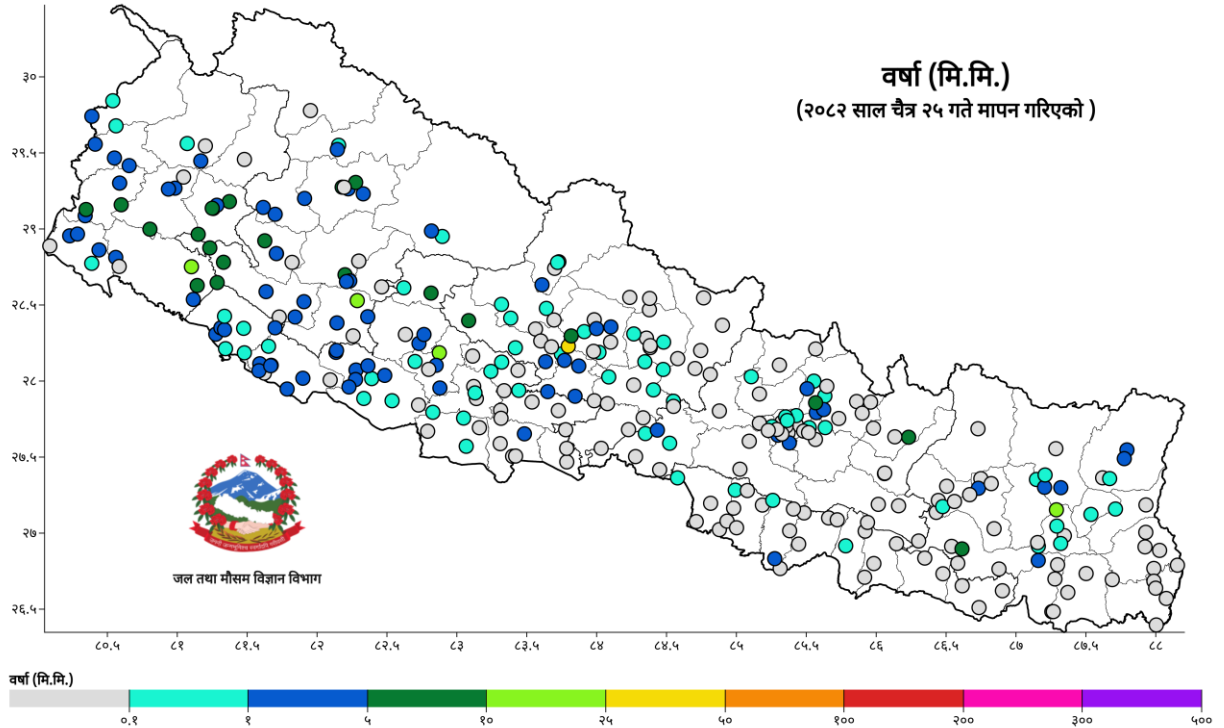 वर्षा (मि.मि.)
(२०८२ साल चैत्र २५ गते मापन गरिएको )
३०
२९.५
२९
२८.५
२८
२७.५
२७
२६.५
जल तथा मौसम विज्ञान विभाग
८०.५ ८१ ८१.५ ८२ ८२.५ ८३ ८३.५ ८४ ८४.५ ८५ ८५.५ ८६ ८६.५ ८७ ८७.५ ८८
वर्षा (मि.मि.)
०.१ १ ५ १० २५ ५० १०० २०० ३०० ५००